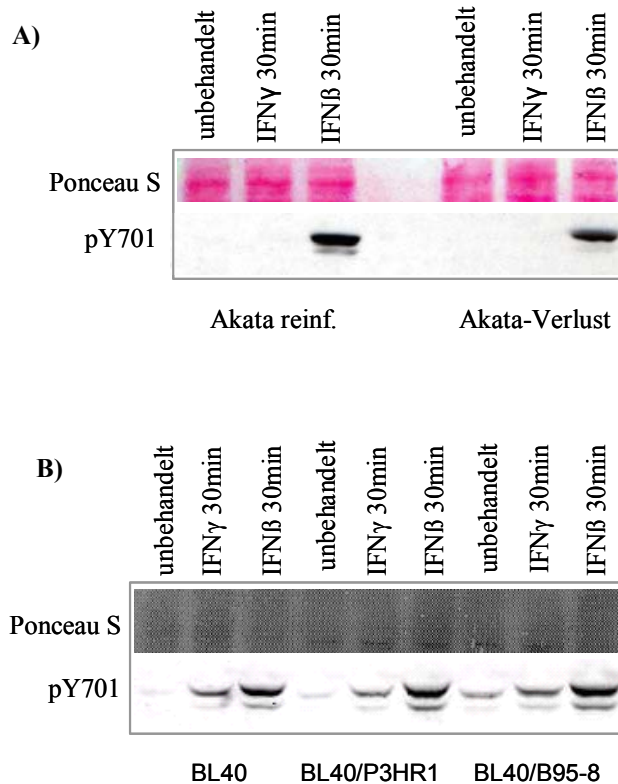 A)
unbehandelt
IFNγ 30min
IFNß 30min
unbehandelt
IFNγ 30min
IFNß 30min
Ponceau S
pY701
Akata reinf.
Akata-Verlust
B)
unbehandelt
IFNγ 30min
IFNß 30min
unbehandelt
IFNγ 30min
IFNß 30min
unbehandelt
IFNγ 30min
IFNß 30min
Ponceau S
pY701
BL40
BL40/P3HR1
BL40/B95-8